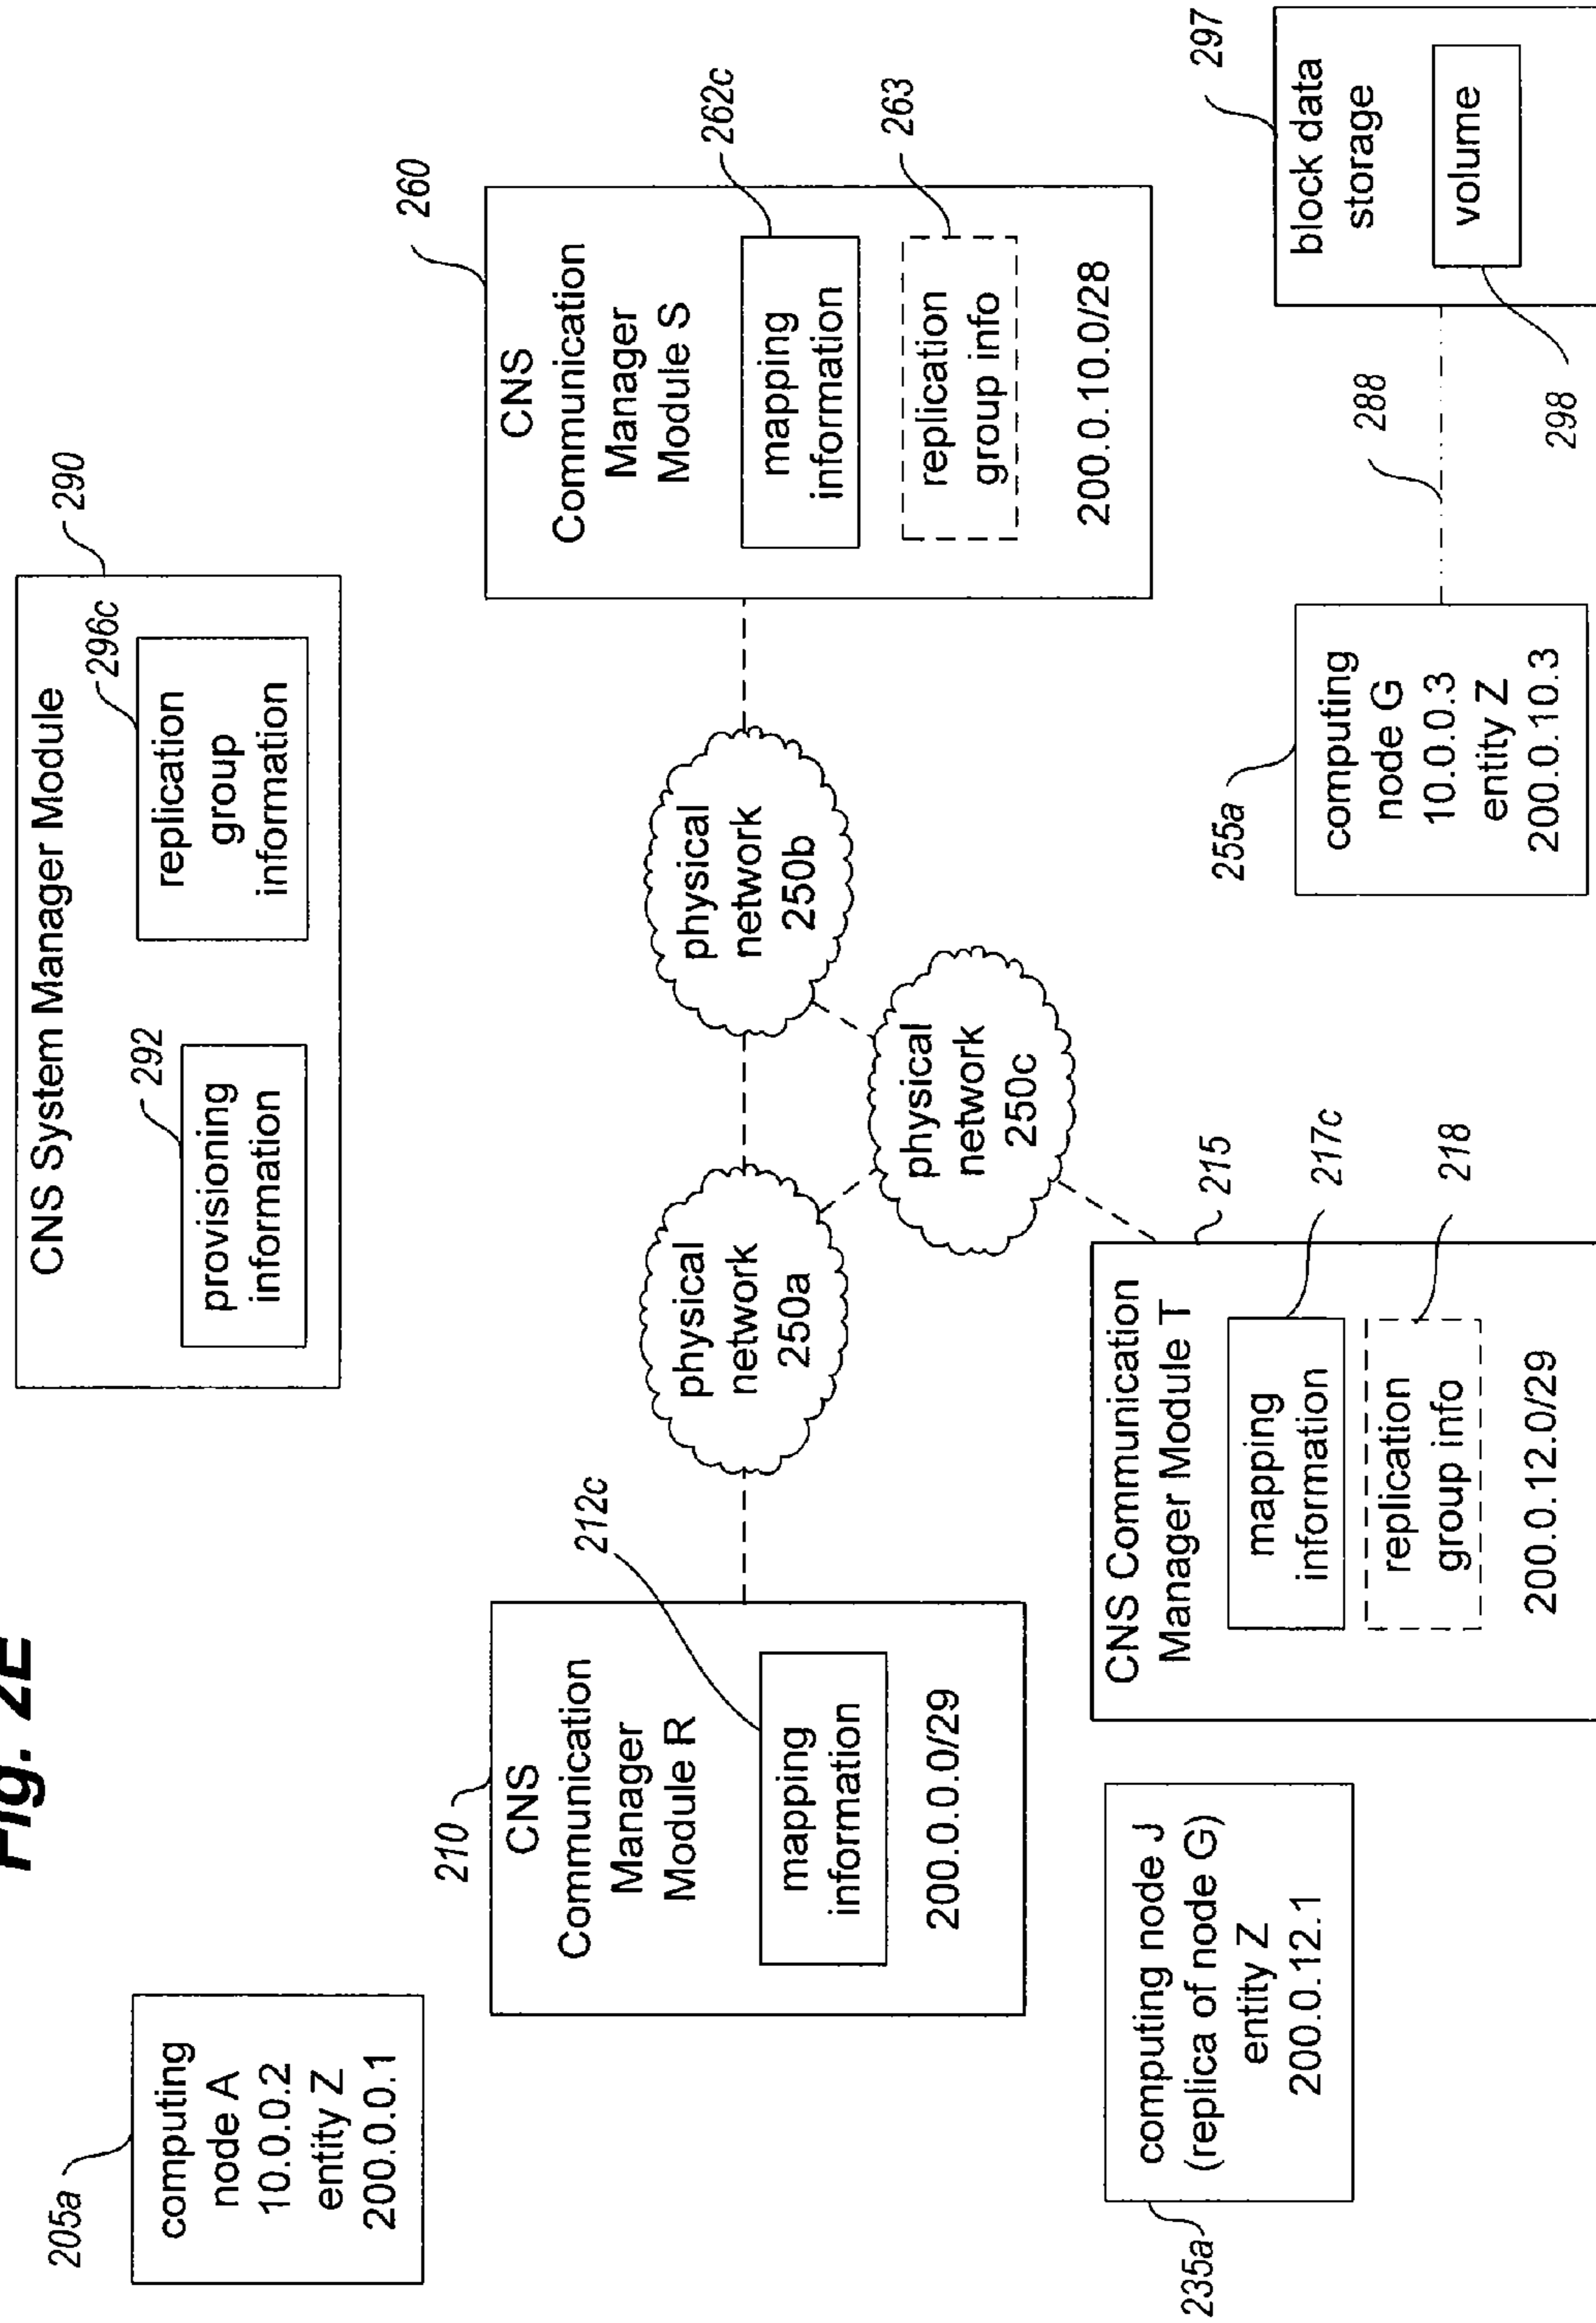 Fig. 2E
205a
computing
node A
10.0.0.2
entity Z
200.0.0.1
CNS System Manager Module
290
292
provisioning
information
296c
replication
group
information
210
CNS
Communication
Manager
Module R
212c
mapping
information
200.0.0.0/29
physical
network
250a
physical
network
250b
physical
network
250c
260
CNS
Communication
Manager
Module S
262c
mapping
information
263
replication
group info
200.0.10.0/28
235a
computing node J
(replica of node G)
entity Z
200.0.12.1
215
CNS Communication
Manager Module T
217c
mapping
information
218
replication
group info
200.0.12.0/29
255a
computing
node G
10.0.0.3
entity Z
200.0.10.3
288
297
block data
storage
volume
298